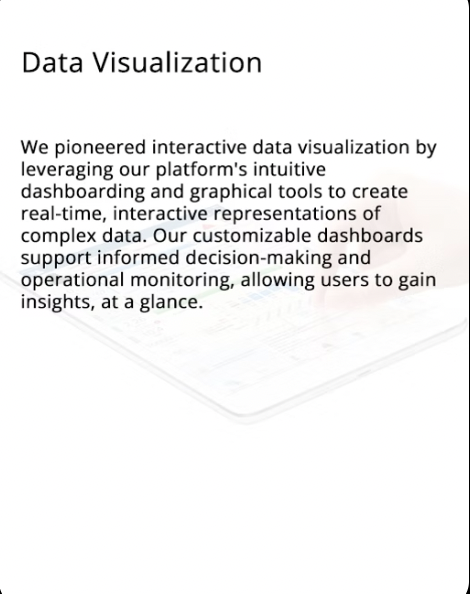 Data Visualization
We pioneered interactive data visualization by
leveraging our platform's intuitive
dashboarding and graphical tools to create
real-time, interactive representations of
complex data. Our customizable dashboards
support informed decision-making and
operational monitoring, allowing users to gain
insights, at a glance.